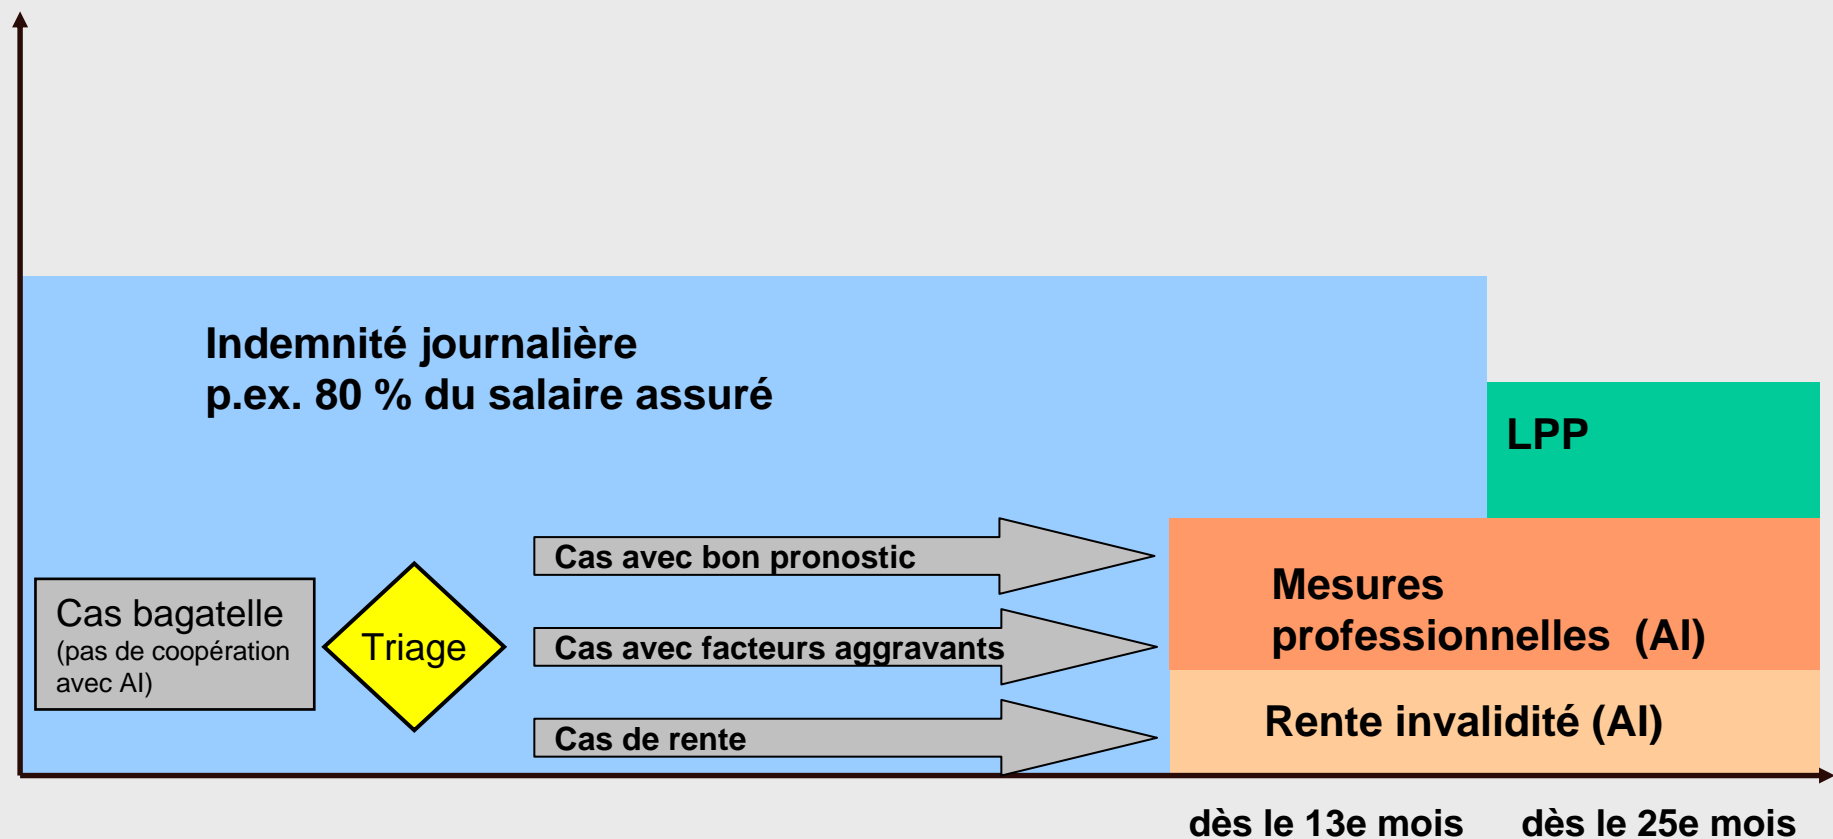 Indemnité journalière
p.ex. 80 % du salaire assuré
LPP
Cas avec bon pronostic
Cas bagatelle
(pas de coopération
avec AI)
Triage
Cas avec facteurs aggravants
Cas de rente
Mesures
professionnelles (AI)
Rente invalidité (AI)
dès le 13e mois
dès le 25e mois